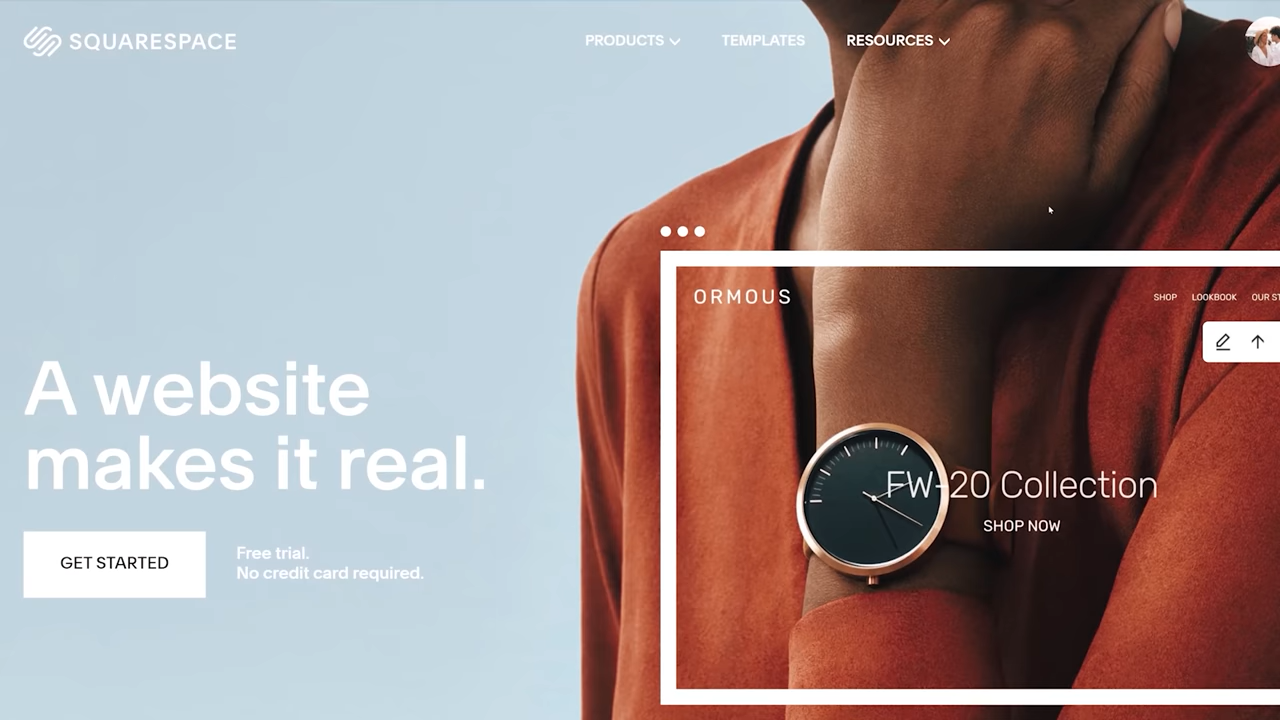 SQUARESPACE
PRODUCTS
TEMPLATES
RESOURCES
ORMOUS
SHOP
LOOKBOOK
OUR ST
A website
makes it real.
FW-20 Collection
SHOP NOW
GET STARTED
Free trial.
No credit card required.